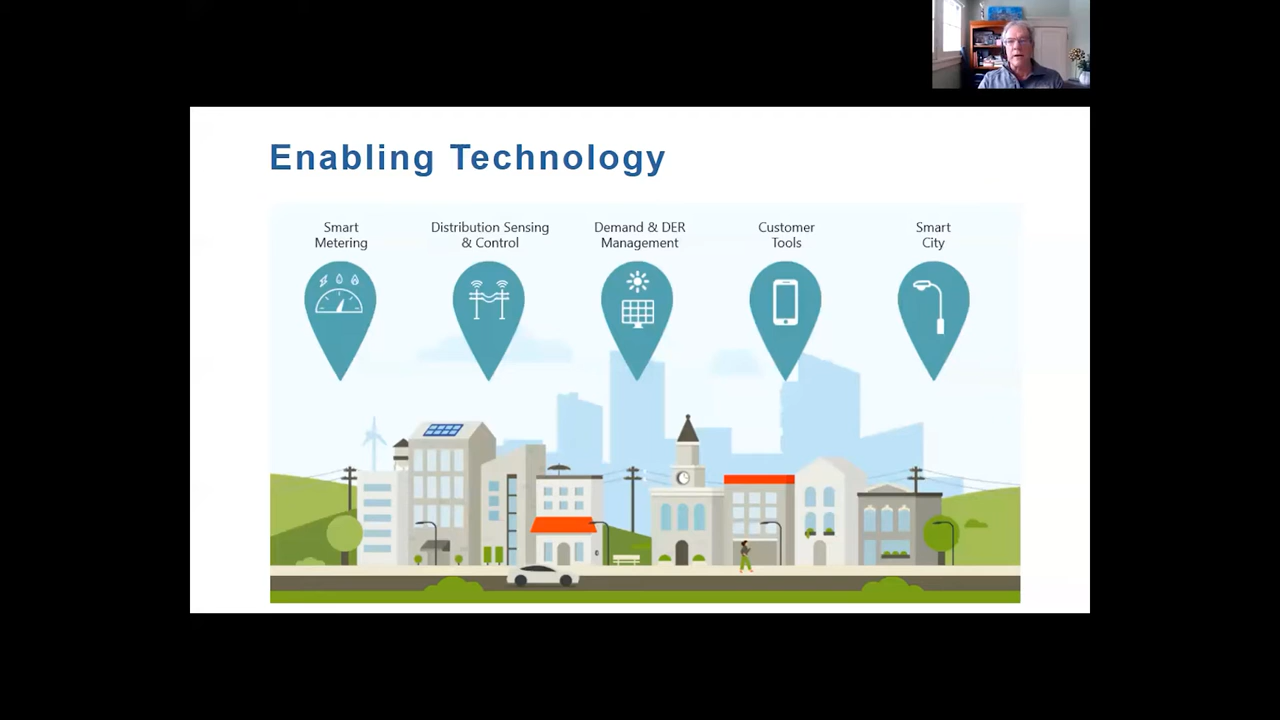 Enabling Technology
Smart
Metering
Distribution Sensing
& Control
Demand & DER
Management
Customer
Tools
Smart
City